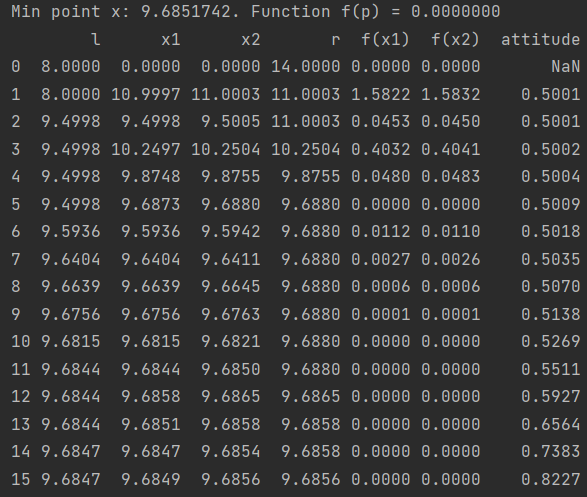 Min point x: 9.6851742. Function f(p) = 0.0000000
l x1 x2 r f(x1) f(x2) attitude
0 8.0000 0.0000 0.0000 14.0000 0.0000 0.0000 NaN
1 8.0000 10.9997 11.0003 11.0003 1.5822 1.5832 0.5001
2 9.4998 9.4998 9.5005 11.0003 0.0453 0.0450 0.5001
3 9.4998 10.2497 10.2504 10.2504 0.4032 0.4041 0.5002
4 9.4998 9.8748 9.8755 9.8755 0.0480 0.0483 0.5004
5 9.4998 9.6873 9.6880 9.6880 0.0000 0.0000 0.5009
6 9.5936 9.5936 9.5942 9.6880 0.0112 0.0110 0.5018
7 9.6404 9.6404 9.6411 9.6880 0.0027 0.0026 0.5035
8 9.6639 9.6639 9.6645 9.6880 0.0006 0.0006 0.5070
9 9.6756 9.6756 9.6763 9.6880 0.0001 0.0001 0.5138
10 9.6815 9.6815 9.6821 9.6880 0.0000 0.0000 0.5269
11 9.6844 9.6844 9.6850 9.6880 0.0000 0.0000 0.5511
12 9.6844 9.6858 9.6865 9.6865 0.0000 0.0000 0.5927
13 9.6844 9.6851 9.6858 9.6858 0.0000 0.0000 0.6564
14 9.6847 9.6847 9.6854 9.6858 0.0000 0.0000 0.7383
15 9.6847 9.6849 9.6856 9.6856 0.0000 0.0000 0.8227